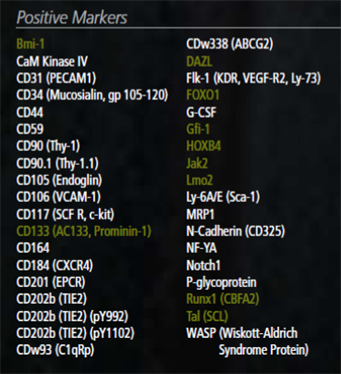 Positive Markers
Bmi-1
CaM Kinase IV
CD31 (PECAM1)
CD34 (Mucosialin, gp 105-120)
CD44
CD59
CD90 (Thy-1)
CD90.1 (Thy-1.1)
CD105 (Endoglin)
CD106 (VCAM-1)
CD117 (SCF R, c-kit)
CD133 (AC133, Prominin-1)
CD164
CD184 (CXCR4)
CD201 (EPCR)
CD202b (TIE2)
CD202b (TIE2) (pY992)
CD202b (TIE2) (pY1102)
CDw93 (C1qRp)
CDw338 (ABCG2)
DAZL
Flk-1 (KDR, VEGF-R2, Ly-73)
FOXO1
G-CSF
Gfi-1
HOXB4
Jak2
Lmo2
Ly-6A/E (Sca-1)
MRP1
N-Cadherin (CD325)
NF-YA
Notch1
P-glycoprotein
Runx1 (CBFA2)
Tal (SCL)
WASP (Wiskott-Aldrich
Syndrome Protein)